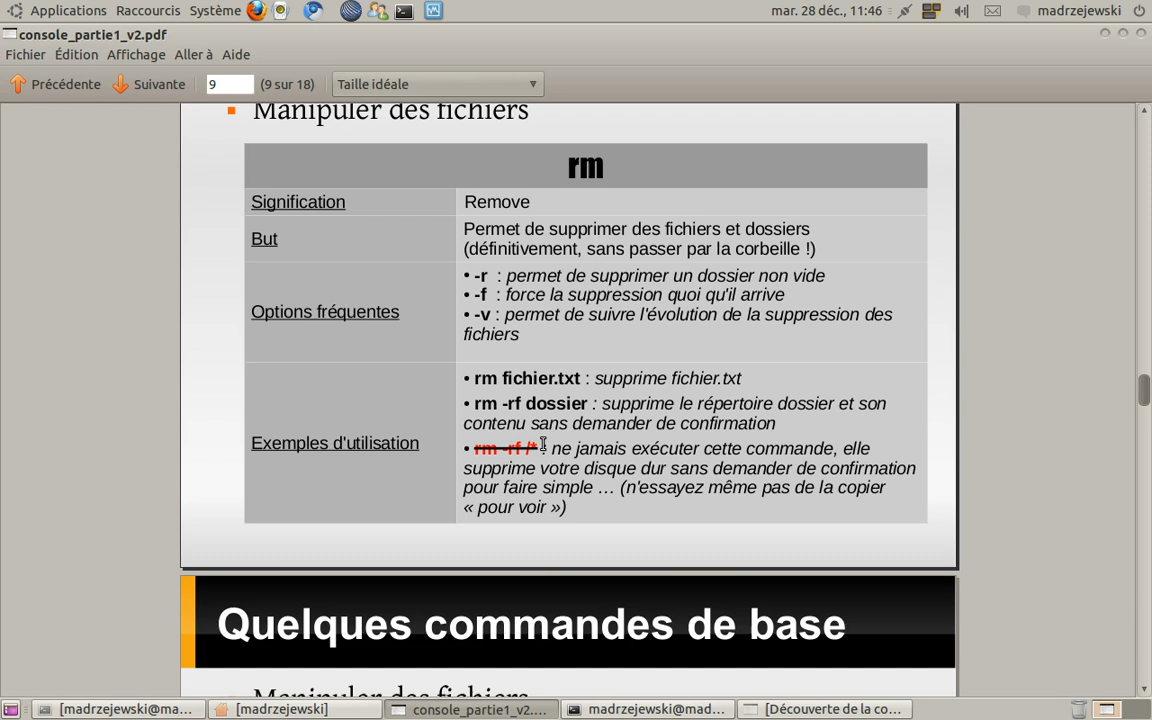 Applications Raccourcis Système mar. 28 déc., 11:46 madrzejewski
console_partie1_v2.pdf
Fichier Édition Affichage Aller à Aide
Précédente Suivante 9 (9 sur 18) Taille idéale
Manipuler des fichiers
rm
Signification Remove
But
Permet de supprimer des fichiers et dossiers
(définitivement, sans passer par la corbeille !)
Options fréquentes
• -r : permet de supprimer un dossier non vide
• -f : force la suppression quoi qu'il arrive
• -v : permet de suivre l'évolution de la suppression des
fichiers
Exemples d'utilisation
• rm fichier.txt : supprime fichier.txt
• rm -rf dossier : supprime le répertoire dossier et son
contenu sans demander de confirmation
• rm -rf /* : ne jamais exécuter cette commande, elle
supprime votre disque dur sans demander de confirmation
pour faire simple … (n'essayez même pas de la copier
« pour voir »)
Quelques commandes de base
Manipuler des fichiers
[madrzejewski@ma... [madrzejewski] console_partie1_v2.... madrzejewski@mad... [Découverte de la co...